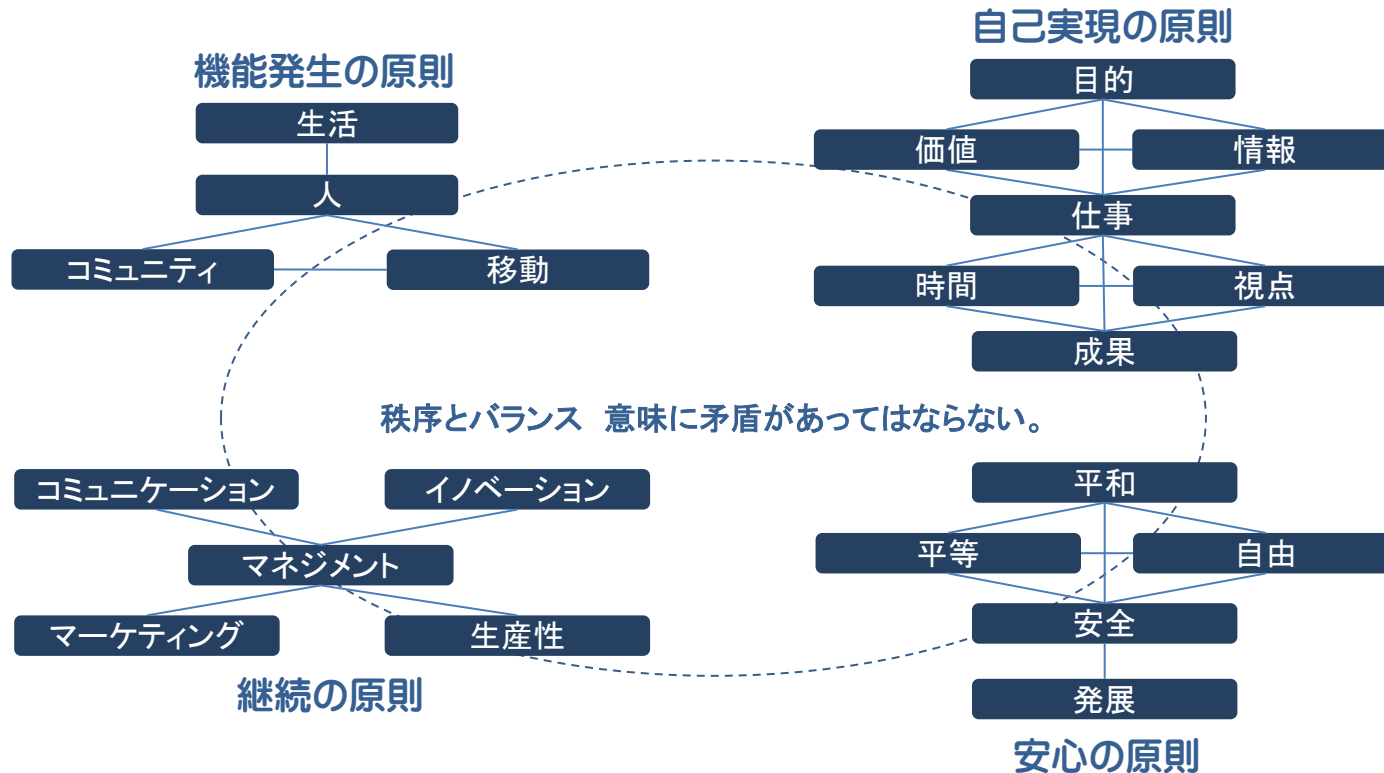 自己実現の原則
機能発生の原則
目的
生活
価値
情報
人
仕事
コミュニティ
移動
時間
視点
成果
秩序とバランス 意味に矛盾があってはならない。
コミュニケーション
イノベーション
平和
マネジメント
平等
自由
マーケティング
生産性
安全
継続の原則
発展
安心の原則